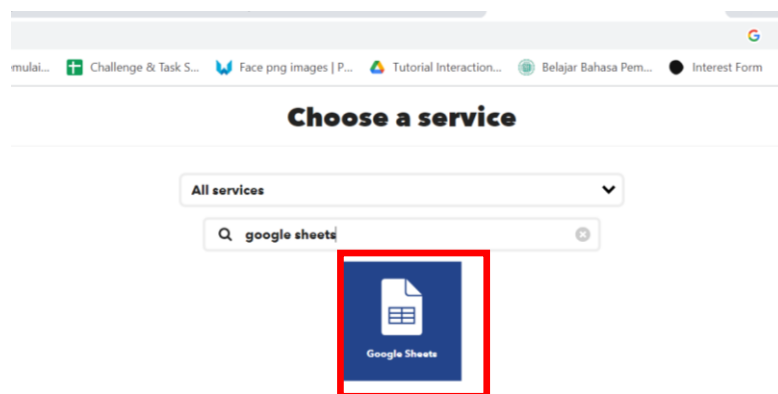 emulai... Challenge & Task S... Face png images | P... Tutorial Interaction... Belajar Bahasa Pem... Interest Form
Choose a service
All services
google sheets
Google Sheets